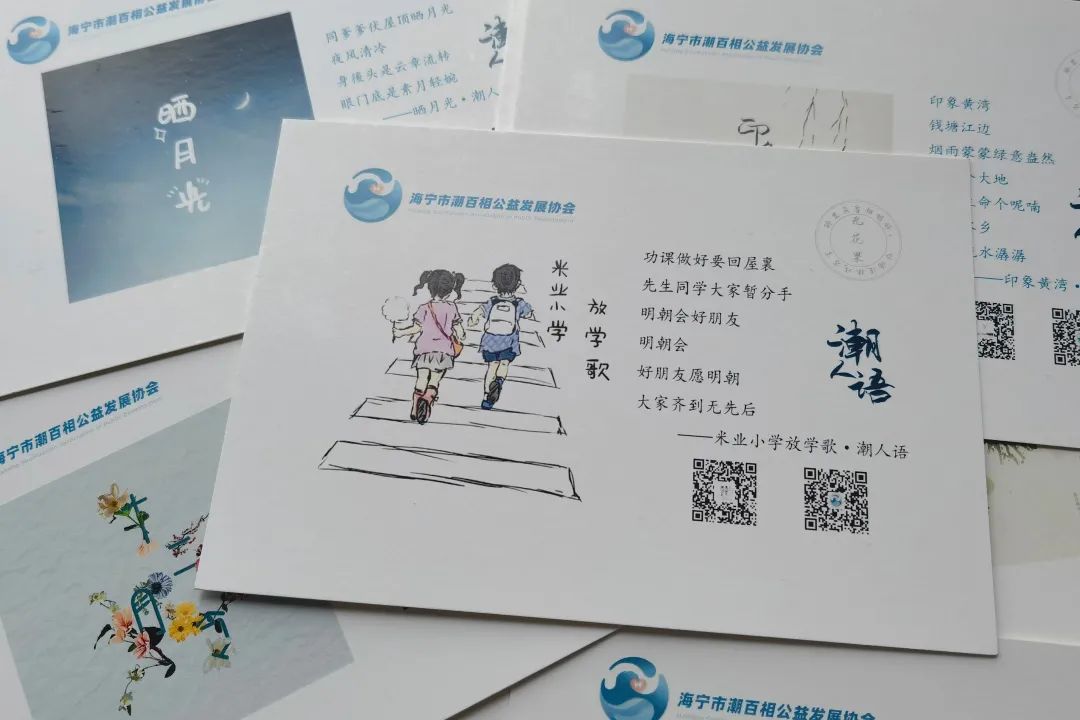 海宁市潮百相公益发展协会
晒月光
同爹爹伏屋顶晒月光
夜风清冷
身后头是云章流转
眼门底是素月轻婉
——晒月光·潮人
海宁市潮百相公益发展协会
印
印象黄湾
钱塘江边
烟雨蒙蒙绿意盎然
大地
命个呢喃
乡
水潺潺
——印象黄湾·
海宁市潮百相公益发展协会
米业小学
放学歌
功课做好要回屋裏
先生同学大家暂分手
明朝会好朋友
明朝会
好朋友愿明朝
大家齐到无先后
——米业小学放学歌·潮人语
潮人语
花果
海宁市潮百相公益发展协会
月
海宁市潮百相公益发展协会